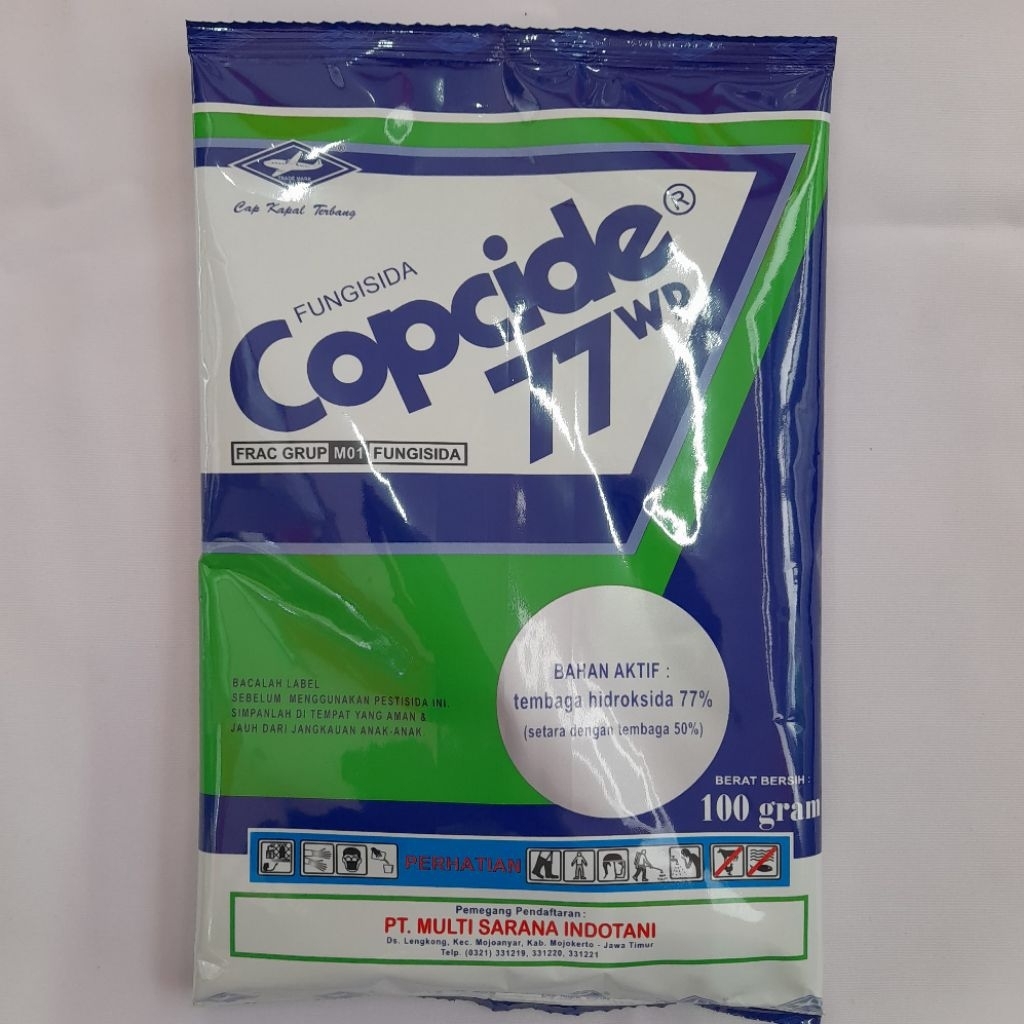 TRADE MARK
Cap Kapal Terbang
FUNGISIDA
Copcide®
77 WP
FRAC GRUP M01 FUNGISIDA
BACALAH LABEL
SEBELUM MENGGUNAKAN PESTISIDA INI.
SIMPANLAH DI TEMPAT YANG AMAN &
JAUH DARI JANGKAUAN ANAK-ANAK.
BAHAN AKTIF :
tembaga hidroksida 77%
(setara dengan tembaga 50%)
BERAT BERSIH :
100 gram
PERHATIAN
Pemegang Pendaftaran :
PT. MULTI SARANA INDOTANI
Ds. Lengkong, Kec. Mojoanyar, Kab. Mojokerto - Jawa Timur
Telp. (0321) 331219, 331220, 331221